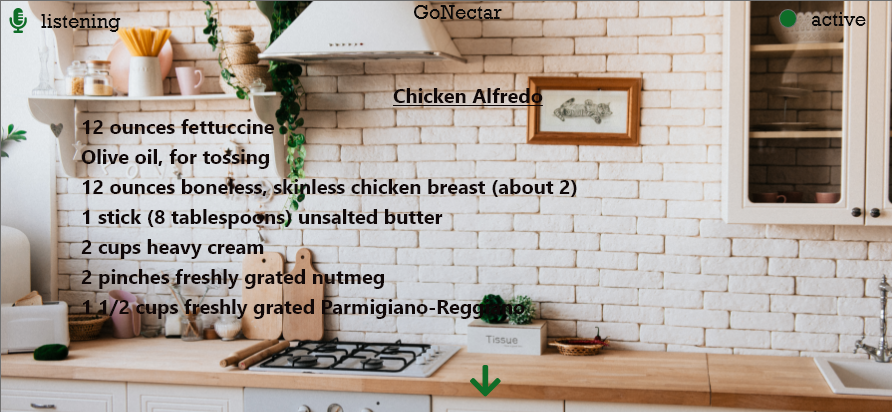 listening
GoNectar
active
Chicken Alfredo
12 ounces fettuccine
Olive oil, for tossing
12 ounces boneless, skinless chicken breast (about 2)
1 stick (8 tablespoons) unsalted butter
2 cups heavy cream
2 pinches freshly grated nutmeg
1 1/2 cups freshly grated Parmigiano-Reggiano
Tissue